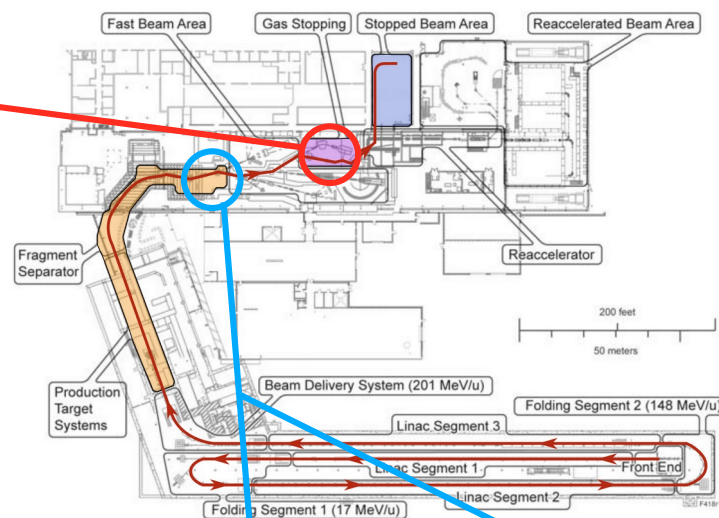 Fast Beam Area
Gas Stopping
Stopped Beam Area
Reaccelerated Beam Area
Fragment
Separator
Reaccelerator
200 feet
50 meters
Production
Target
Systems
Beam Delivery System (201 MeV/u)
Folding Segment 2 (148 MeV/u)
Linac Segment 3
Linac Segment 1
Front End
Linac Segment 2
Folding Segment 1 (17 MeV/u)